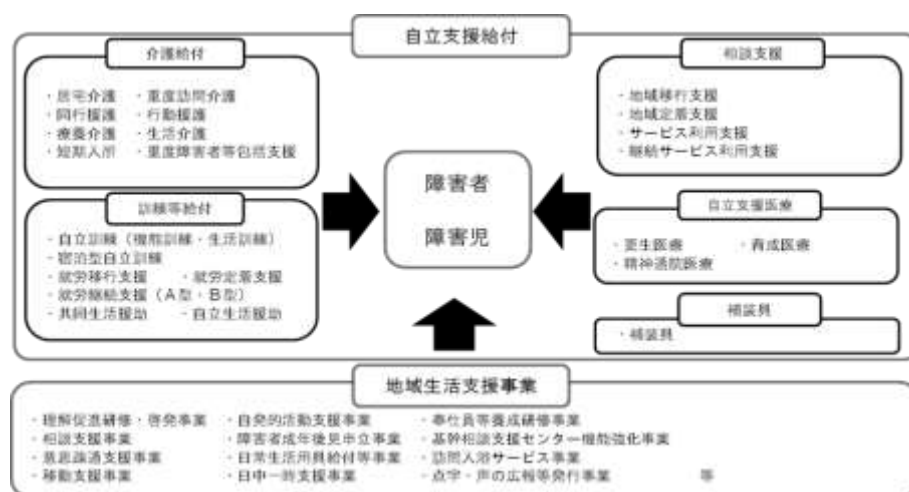 自立支援給付
介護給付
・居宅介護 ・重度訪問介護
・同行援護 ・行動援護
・療養介護 ・生活介護
・短期入所 ・重度障害者等包括支援
訓練等給付
・自立訓練（機能訓練・生活訓練）
・宿泊型自立訓練
・就労移行支援 ・就労定着支援
・就労継続支援（A型・B型）
・共同生活援助 ・自立生活援助
障害者
障害児
相談支援
・地域移行支援
・地域定着支援
・サービス利用支援
・継続サービス利用支援
自立支援医療
・更生医療 ・育成医療
・精神通院医療
補装具
・補装具
地域生活支援事業
・理解促進研修・啓発事業 ・自発的活動支援事業 ・奉仕員等養成研修事業
・相談支援事業 ・障害者成年後見申立事業 ・基幹相談支援センター機能強化事業
・意思疎通支援事業 ・日常生活用具給付等事業 ・訪問入浴サービス事業
・移動支援事業 ・日中一時支援事業 ・点字・声の広報等発行事業 等